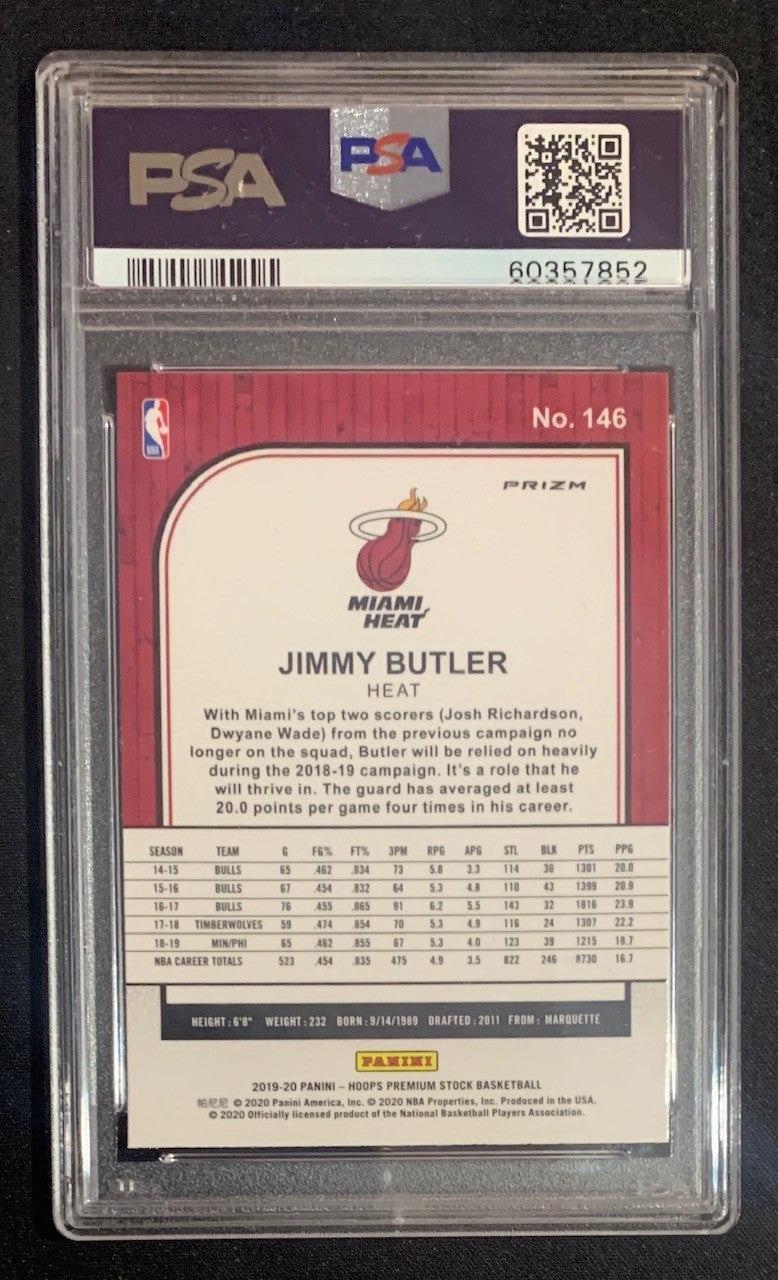 PSA
PSA
60357852
No. 146
NBA
PRIZM
MIAMI
HEAT
JIMMY BUTLER
HEAT
With Miami's top two scorers (Josh Richardson,
Dwyane Wade) from the previous campaign no
longer on the squad, Butler will be relied on heavily
during the 2018-19 campaign. It's a role that he
will thrive in. The guard has averaged at least
20.0 points per game four times in his career.
SEASON TEAM G FG% FT% 3PM RPG APG STL BLK PTS PPG
14-15 BULLS 65 .462 .834 73 5.8 3.3 114 36 1301 20.0
15-16 BULLS 67 .454 .832 64 5.3 4.8 110 43 1399 20.9
16-17 BULLS 76 .455 .865 91 6.2 5.5 143 32 1816 23.9
17-18 TIMBERWOLVES 59 .474 .854 70 5.3 4.9 116 24 1307 22.2
18-19 MIN/PHI 65 .462 .855 67 5.3 4.0 123 39 1215 18.7
NBA CAREER TOTALS 523 .454 .835 475 4.9 3.5 822 246 8730 16.7
HEIGHT: 6'8" WEIGHT: 232 BORN: 9/14/1989 DRAFTED: 2011 FROM: MARQUETTE
PANINI
2019-20 PANINI – HOOPS PREMIUM STOCK BASKETBALL
帕尼尼 © 2020 Panini America, Inc. © 2020 NBA Properties, Inc. Produced in the USA.
© 2020 Officially licensed product of the National Basketball Players Association.